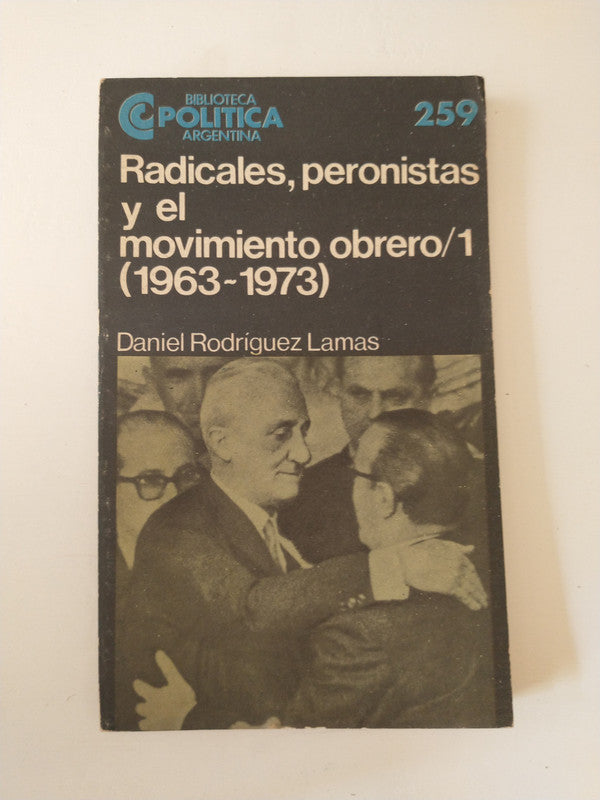 BIBLIOTECA
POLITICA
ARGENTINA
259
Radicales, peronistas
y el
movimiento obrero/1
(1963-1973)
Daniel Rodríguez Lamas